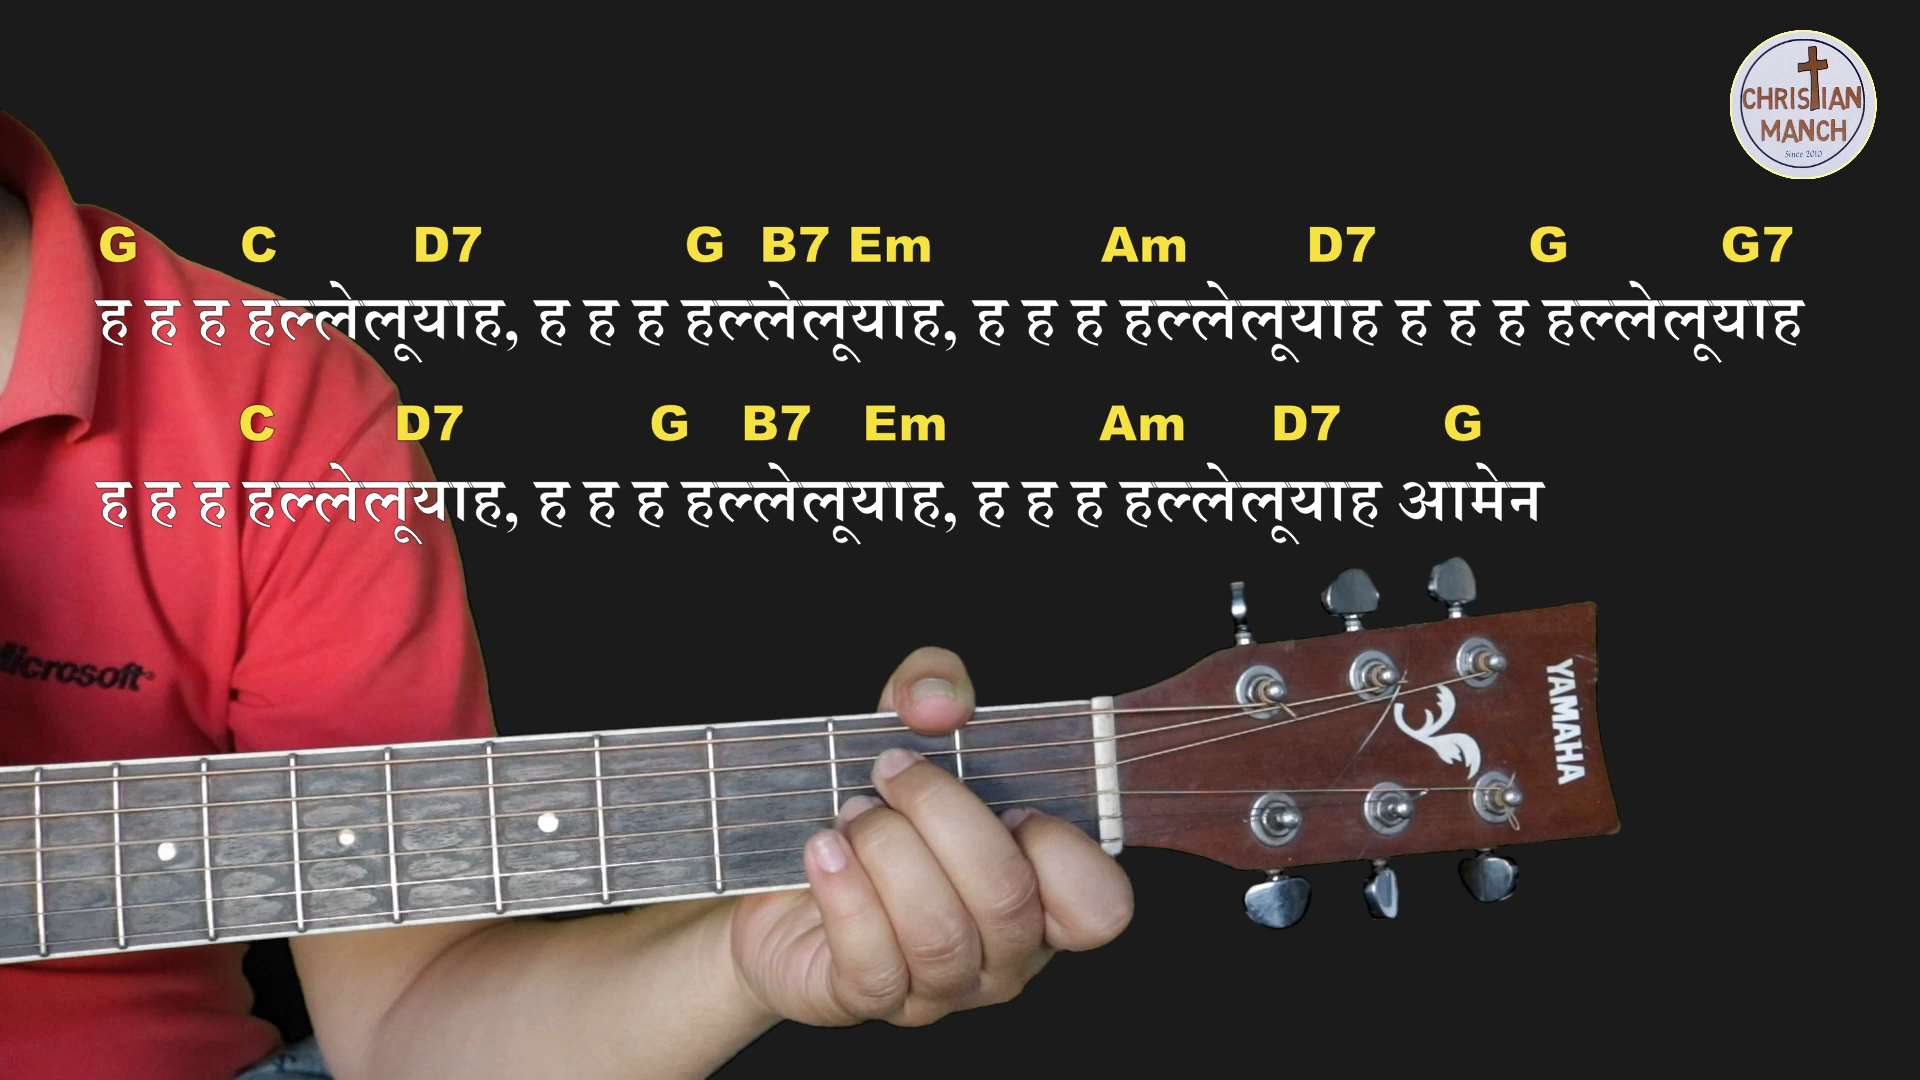 CHRISTIAN
MANCH
Since 2010
G C D7 G B7 Em Am D7 G G7
ह ह ह हल्लेलूयाह, ह ह ह हल्लेलूयाह, ह ह ह हल्लेलूयाह ह ह ह हल्लेलूयाह
C D7 G B7 Em Am D7 G
ह ह ह हल्लेलूयाह, ह ह ह हल्लेलूयाह, ह ह ह हल्लेलूयाह आमेन
Microsoft
YAMAHA